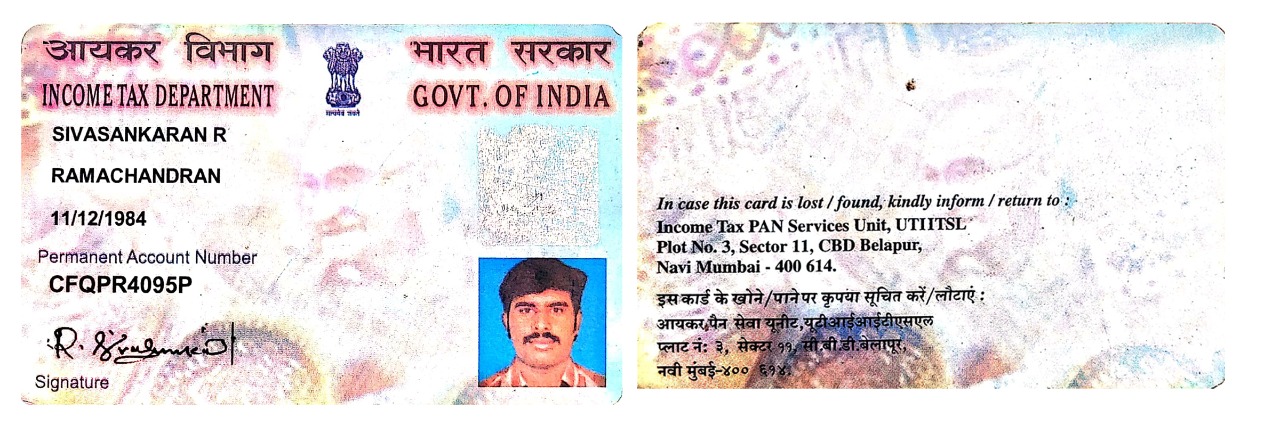 आयकर विभाग
INCOME TAX DEPARTMENT
सत्यमेव जयते
भारत सरकार
GOVT. OF INDIA
SIVASANKARAN R
RAMACHANDRAN
11/12/1984
Permanent Account Number
CFQPR4095P
Signature
In case this card is lost / found, kindly inform / return to :
Income Tax PAN Services Unit, UTIITSL
Plot No. 3, Sector 11, CBD Belapur,
Navi Mumbai - 400 614.
इस कार्ड के खोने/पाने पर कृपया सूचित करें/लौटाएं :
आयकर पैन सेवा यूनीट, यूटीआईआईटीएसएल
प्लाट नं: ३, सेक्टर ११, सी.बी.डी.बेलापूर,
नवी मुंबई-४०० ६१४.